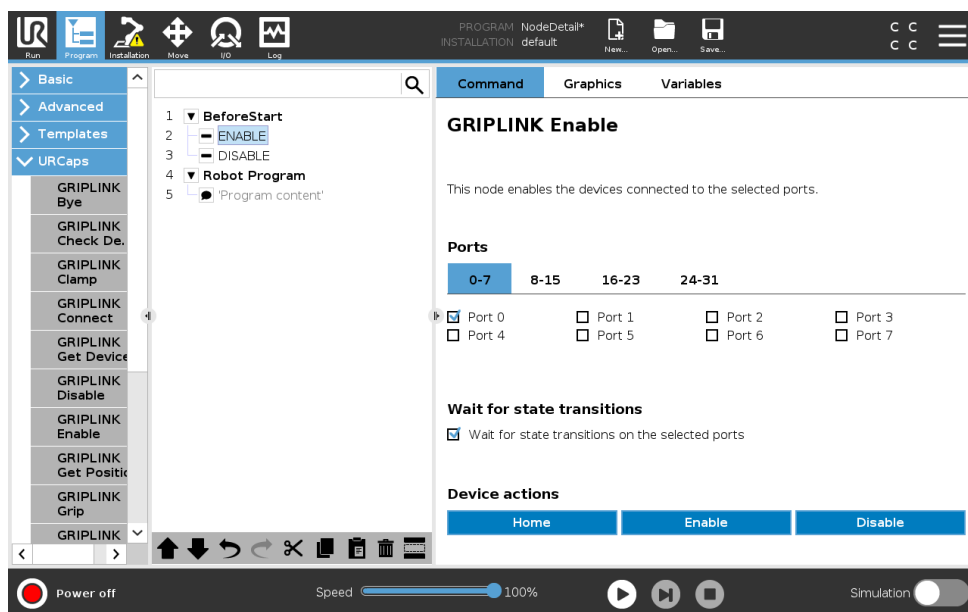 PROGRAM NodeDetail*
INSTALLATION default
UR
Run
Program
Installation
Move
I/O
Log
New...
Open...
Save...
C C
C C
Basic
Advanced
Templates
URCaps
GRIPLINK
Bye
GRIPLINK
Check De.
GRIPLINK
Clamp
GRIPLINK
Connect
GRIPLINK
Get Device
GRIPLINK
Disable
GRIPLINK
Enable
GRIPLINK
Get Positio
GRIPLINK
Grip
GRIPLINK
1 BeforeStart
2 ENABLE
3 DISABLE
4 Robot Program
5 'Program content'
Command Graphics Variables
GRIPLINK Enable
This node enables the devices connected to the selected ports.
Ports
0-7 8-15 16-23 24-31
Port 0 Port 1 Port 2 Port 3
Port 4 Port 5 Port 6 Port 7
Wait for state transitions
Wait for state transitions on the selected ports
Device actions
Home Enable Disable
Power off
Speed 100%
Simulation